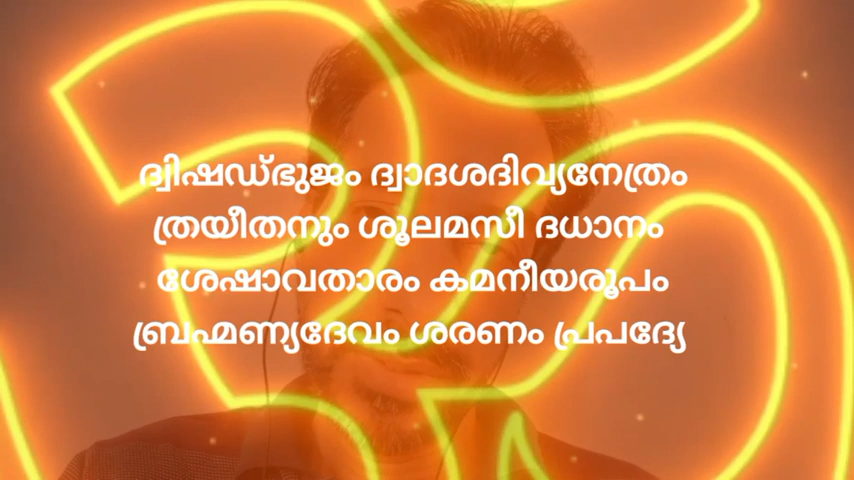 ദ്വിഷഡ്ഭുജം ദ്വാദശദിവ്യനേത്രം
ത്രയീതനും ശൂലമസീ ദധാനം
ശേഷാവതാരം കമനീയരൂപം
ബ്രഹ്മണ്യദേവം ശരണം പ്രപദ്യേ